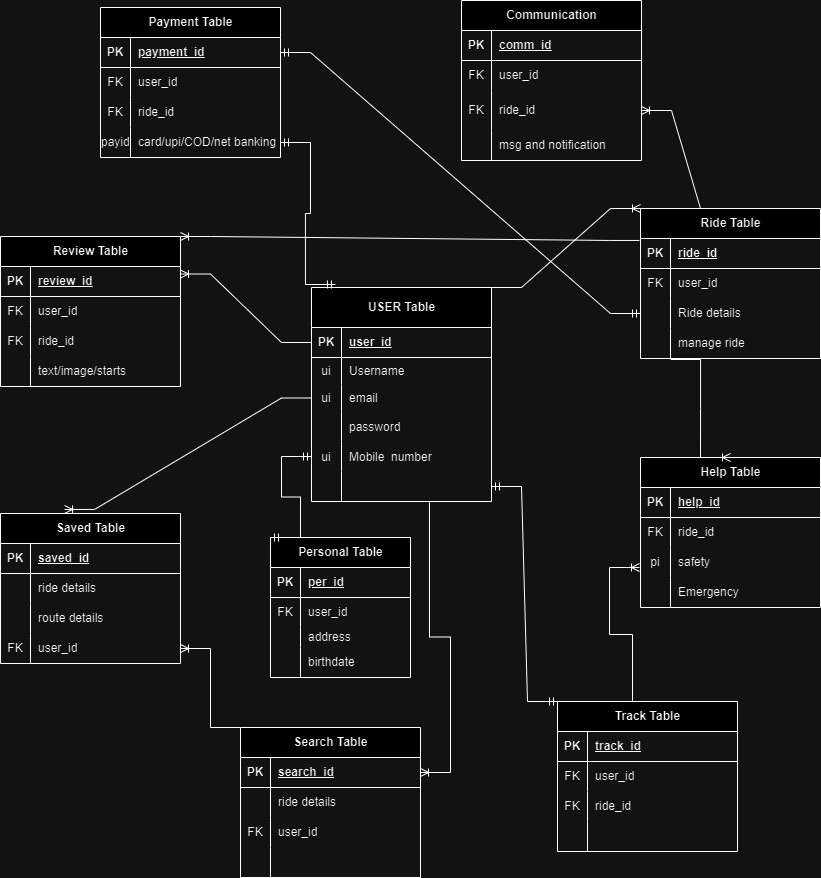 Payment Table
PK payment_id
FK user_id
FK ride_id
payid card/upi/COD/net banking
Communication
PK comm_id
FK user_id
FK ride_id
msg and notification
Review Table
PK review_id
FK user_id
FK ride_id
text/image/starts
USER Table
PK user_id
ui Username
ui email
password
ui Mobile number
Ride Table
PK ride_id
FK user_id
Ride details
manage ride
Saved Table
PK saved_id
ride details
route details
FK user_id
Personal Table
PK per_id
FK user_id
address
birthdate
Help Table
PK help_id
FK ride_id
pi safety
Emergency
Search Table
PK search_id
ride details
FK user_id
Track Table
PK track_id
FK user_id
FK ride_id